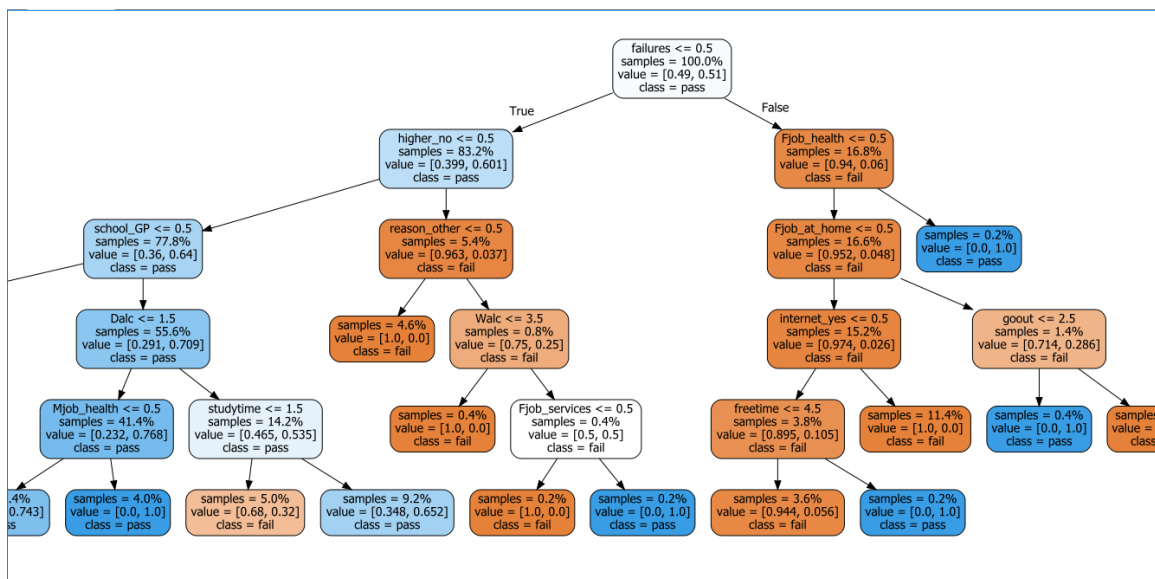 failures <= 0.5
samples = 100.0%
value = [0.49, 0.51]
class = pass
True
False
higher_no <= 0.5
samples = 83.2%
value = [0.399, 0.601]
class = pass
Fjob_health <= 0.5
samples = 16.8%
value = [0.94, 0.06]
class = fail
school_GP <= 0.5
samples = 77.8%
value = [0.36, 0.64]
class = pass
reason_other <= 0.5
samples = 5.4%
value = [0.963, 0.037]
class = fail
Fjob_at_home <= 0.5
samples = 16.6%
value = [0.952, 0.048]
class = fail
samples = 0.2%
value = [0.0, 1.0]
class = pass
Dalc <= 1.5
samples = 55.6%
value = [0.291, 0.709]
class = pass
samples = 4.6%
value = [1.0, 0.0]
class = fail
Walc <= 3.5
samples = 0.8%
value = [0.75, 0.25]
class = fail
internet_yes <= 0.5
samples = 15.2%
value = [0.974, 0.026]
class = fail
goout <= 2.5
samples = 1.4%
value = [0.714, 0.286]
class = fail
Mjob_health <= 0.5
samples = 41.4%
value = [0.232, 0.768]
class = pass
studytime <= 1.5
samples = 14.2%
value = [0.465, 0.535]
class = pass
samples = 0.4%
value = [1.0, 0.0]
class = fail
Fjob_services <= 0.5
samples = 0.4%
value = [0.5, 0.5]
class = fail
freetime <= 4.5
samples = 3.8%
value = [0.895, 0.105]
class = fail
samples = 11.4%
value = [1.0, 0.0]
class = fail
samples = 0.4%
value = [0.0, 1.0]
class = pass
samples
value =
class
.4%
0.743]
samples = 4.0%
value = [0.0, 1.0]
class = pass
samples = 5.0%
value = [0.68, 0.32]
class = fail
samples = 9.2%
value = [0.348, 0.652]
class = pass
samples = 0.2%
value = [1.0, 0.0]
class = fail
samples = 0.2%
value = [0.0, 1.0]
class = pass
samples = 3.6%
value = [0.944, 0.056]
class = fail
samples = 0.2%
value = [0.0, 1.0]
class = pass